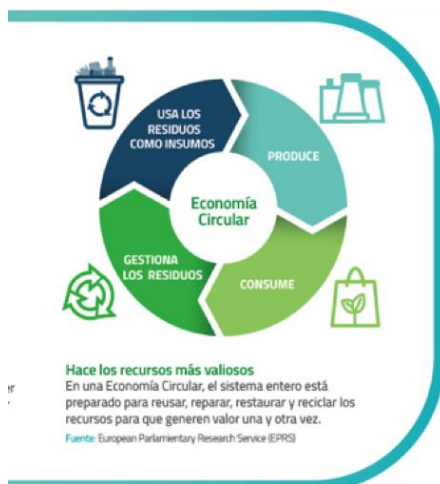 USA LOS
RESIDUOS
COMO INSUMOS
PRODUCE
Economía
Circular
GESTIONA
LOS RESIDUOS
CONSUME
Hace los recursos más valiosos
En una Economía Circular, el sistema entero está
preparado para reusar, reparar, restaurar y reciclar los
recursos para que generen valor una y otra vez.
Fuente: European Parlamientary Research Service (EPRS)
er